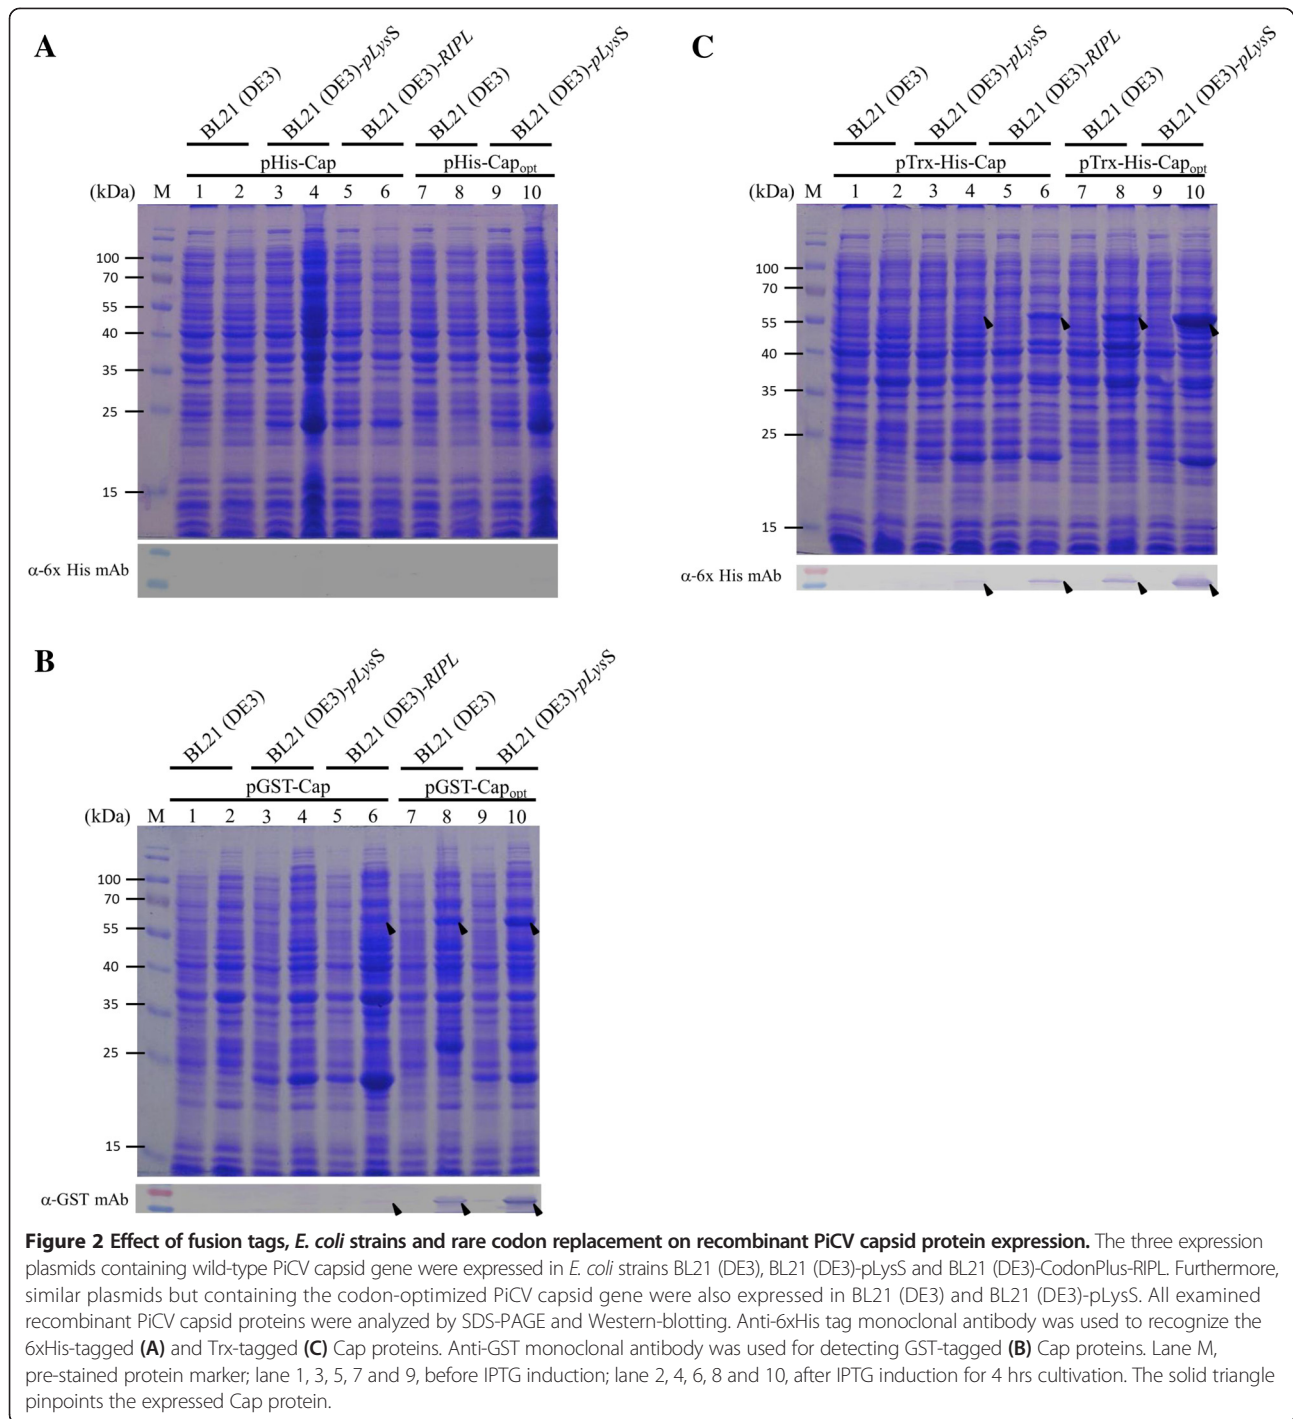 A
BL21 (DE3)
BL21 (DE3)-pLysS
BL21 (DE3)-RIPL
BL21 (DE3)
BL21 (DE3)-pLysS
pHis-Cap
pHis-Capopt
(kDa) M 1 2 3 4 5 6 7 8 9 10
100
70
55
40
35
25
15
α-6x His mAb
C
BL21 (DE3)
BL21 (DE3)-pLysS
BL21 (DE3)-RIPL
BL21 (DE3)
BL21 (DE3)-pLysS
pTrx-His-Cap
pTrx-His-Capopt
(kDa) M 1 2 3 4 5 6 7 8 9 10
100
70
55
40
35
25
15
α-6x His mAb
B
BL21 (DE3)
BL21 (DE3)-pLysS
BL21 (DE3)-RIPL
BL21 (DE3)
BL21 (DE3)-pLysS
pGST-Cap
pGST-Capopt
(kDa) M 1 2 3 4 5 6 7 8 9 10
100
70
55
40
35
25
15
α-GST mAb
Figure 2 Effect of fusion tags, E. coli strains and rare codon replacement on recombinant PiCV capsid protein expression. The three expression
plasmids containing wild-type PiCV capsid gene were expressed in E. coli strains BL21 (DE3), BL21 (DE3)-pLysS and BL21 (DE3)-CodonPlus-RIPL. Furthermore,
similar plasmids but containing the codon-optimized PiCV capsid gene were also expressed in BL21 (DE3) and BL21 (DE3)-pLysS. All examined
recombinant PiCV capsid proteins were analyzed by SDS-PAGE and Western-blotting. Anti-6xHis tag monoclonal antibody was used to recognize the
6xHis-tagged (A) and Trx-tagged (C) Cap proteins. Anti-GST monoclonal antibody was used for detecting GST-tagged (B) Cap proteins. Lane M,
pre-stained protein marker; lane 1, 3, 5, 7 and 9, before IPTG induction; lane 2, 4, 6, 8 and 10, after IPTG induction for 4 hrs cultivation. The solid triangle
pinpoints the expressed Cap protein.